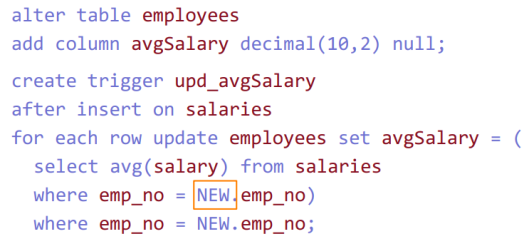 alter table employees
add column avgSalary decimal(10,2) null;
create trigger upd_avgSalary
after insert on salaries
for each row update employees set avgSalary = (
select avg(salary) from salaries
where emp_no = NEW.emp_no)
where emp_no = NEW.emp_no;